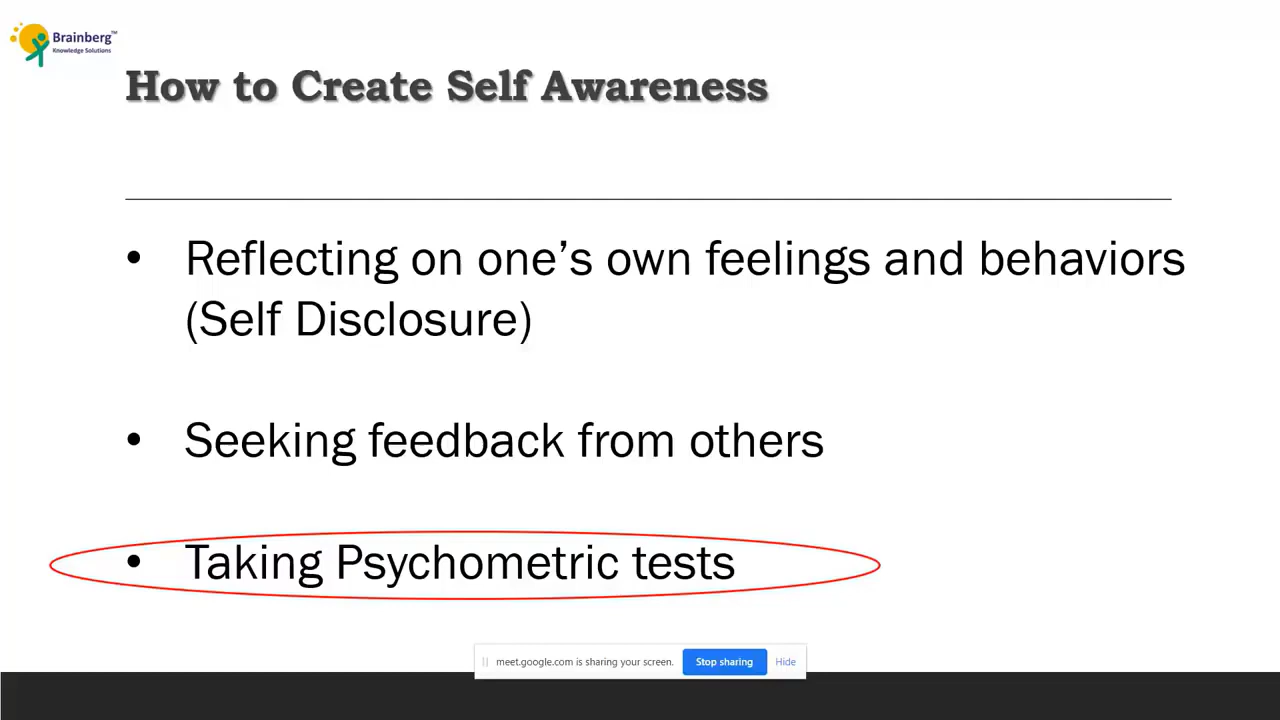 Brainberg™
Knowledge Solutions
How to Create Self Awareness
• Reflecting on one’s own feelings and behaviors
(Self Disclosure)
• Seeking feedback from others
• Taking Psychometric tests
meet.google.com is sharing your screen. Stop sharing Hide